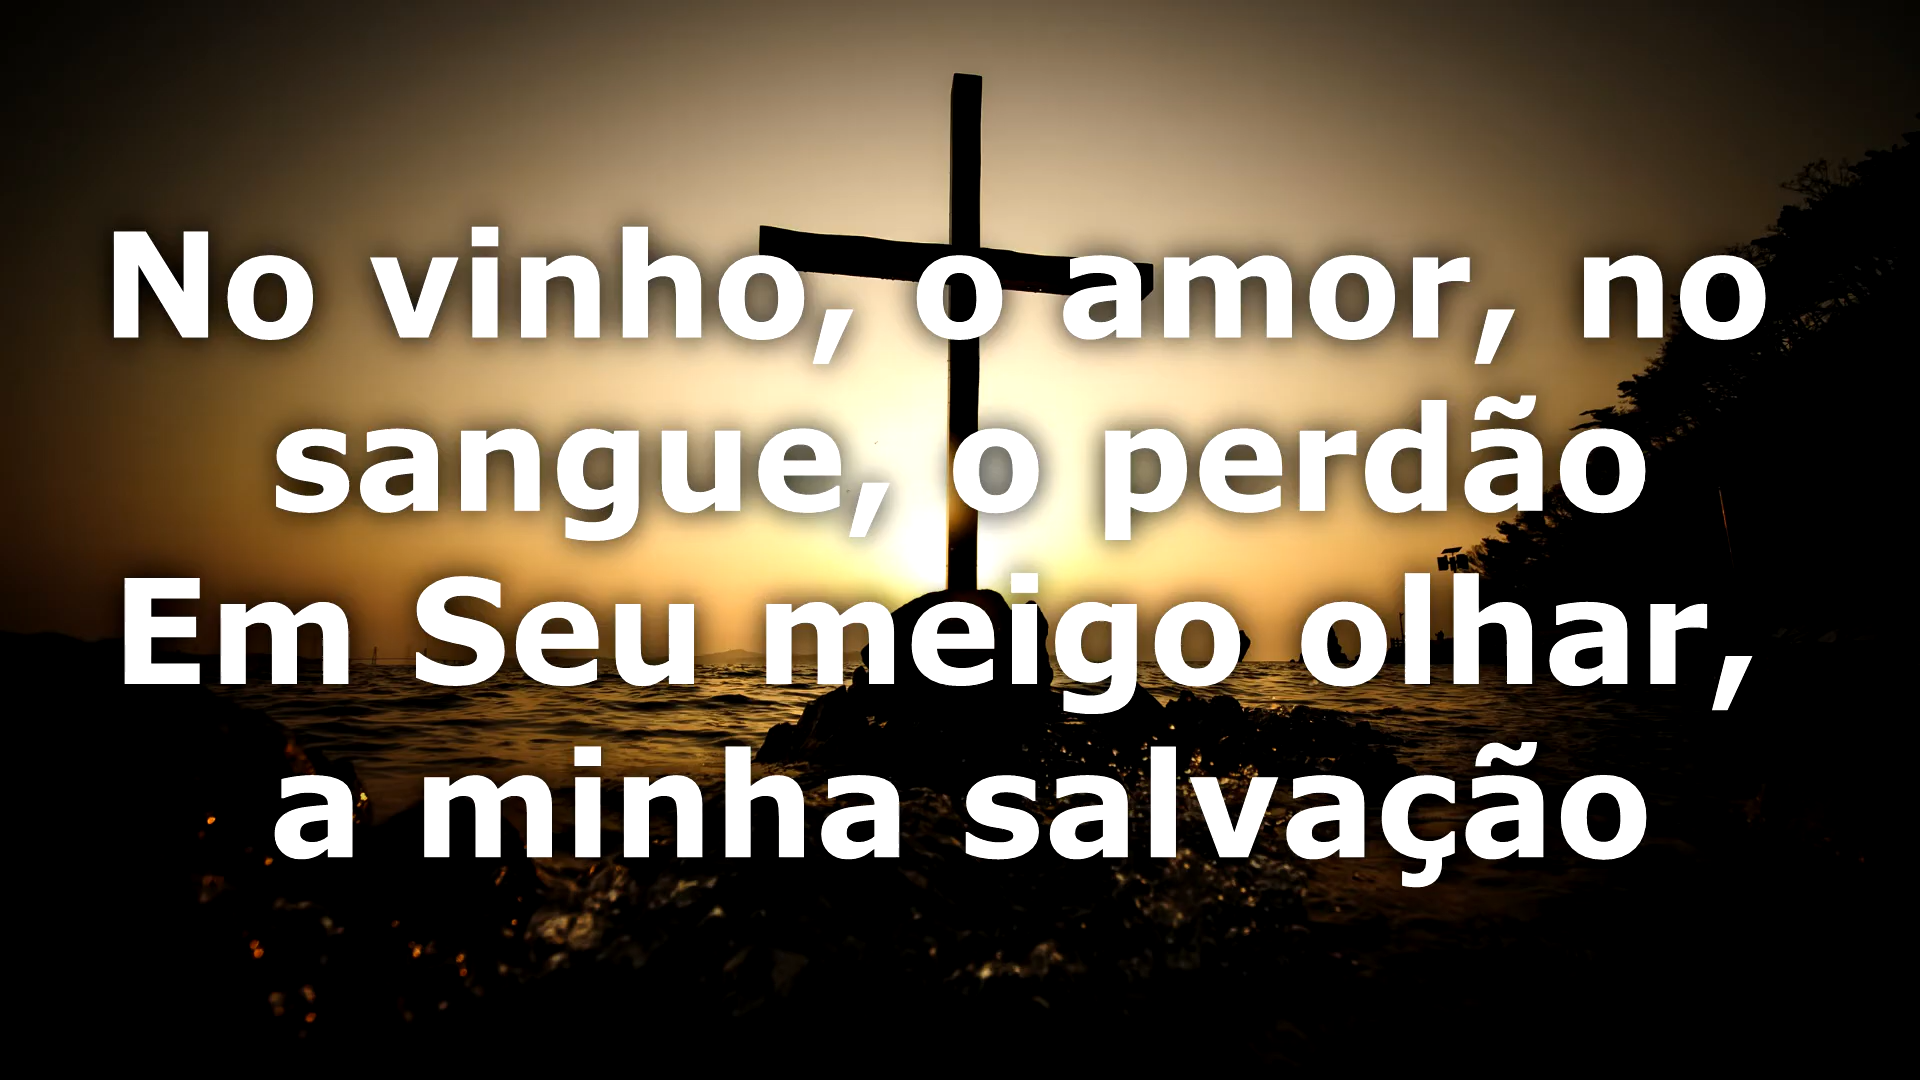 No vinho, o amor, no
sangue, o perdão
Em Seu meigo olhar,
a minha salvação